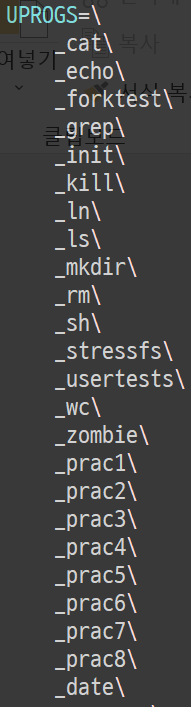 UPROGS=\
_cat\
_echo\
_forktest\
_grep\
_init\
_kill\
_ln\
_ls\
_mkdir\
_rm\
_sh\
_stressfs\
_usertests\
_wc\
_zombie\
_prac1\
_prac2\
_prac3\
_prac4\
_prac5\
_prac6\
_prac7\
_prac8\
_date\
여넣기
복사
클립보드
서식 복